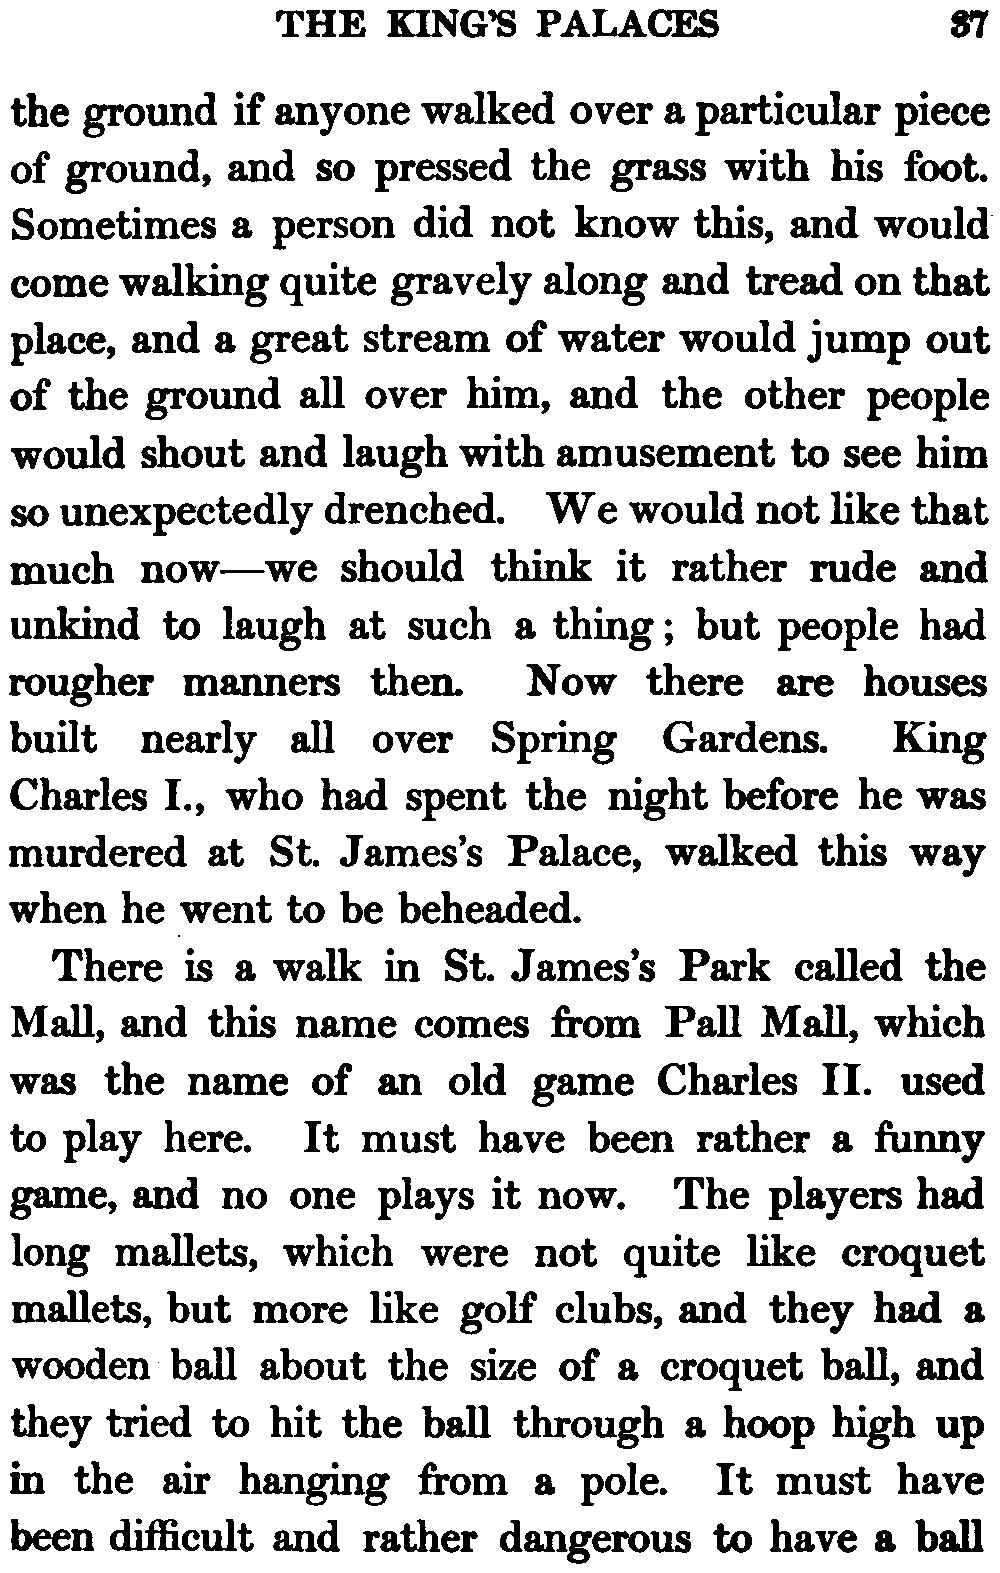 THE KING'S PALACES 37
the ground if anyone walked over a particular piece
of ground, and so pressed the grass with his foot.
Sometimes a person did not know this, and would
come walking quite gravely along and tread on that
place, and a great stream of water would jump out
of the ground all over him, and the other people
would shout and laugh with amusement to see him
so unexpectedly drenched. We would not like that
much now—we should think it rather rude and
unkind to laugh at such a thing; but people had
rougher manners then. Now there are houses
built nearly all over Spring Gardens. King
Charles I., who had spent the night before he was
murdered at St. James's Palace, walked this way
when he went to be beheaded.
There is a walk in St. James's Park called the
Mall, and this name comes from Pall Mall, which
was the name of an old game Charles II. used
to play here. It must have been rather a funny
game, and no one plays it now. The players had
long mallets, which were not quite like croquet
mallets, but more like golf clubs, and they had a
wooden ball about the size of a croquet ball, and
they tried to hit the ball through a hoop high up
in the air hanging from a pole. It must have
been difficult and rather dangerous to have a ball